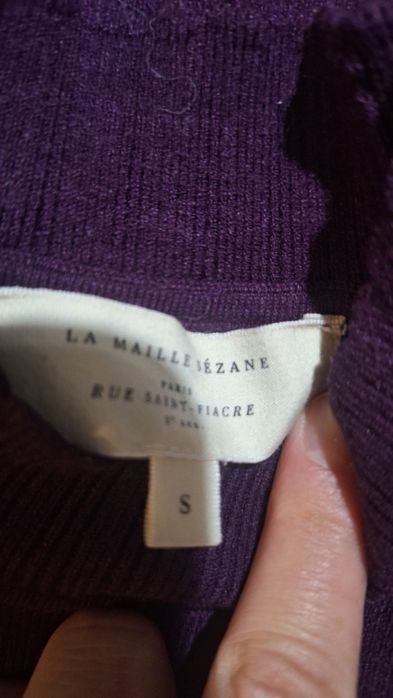 LA MAILLE SÉZANE
PARIS
RUE SAINT-FIACRE
S